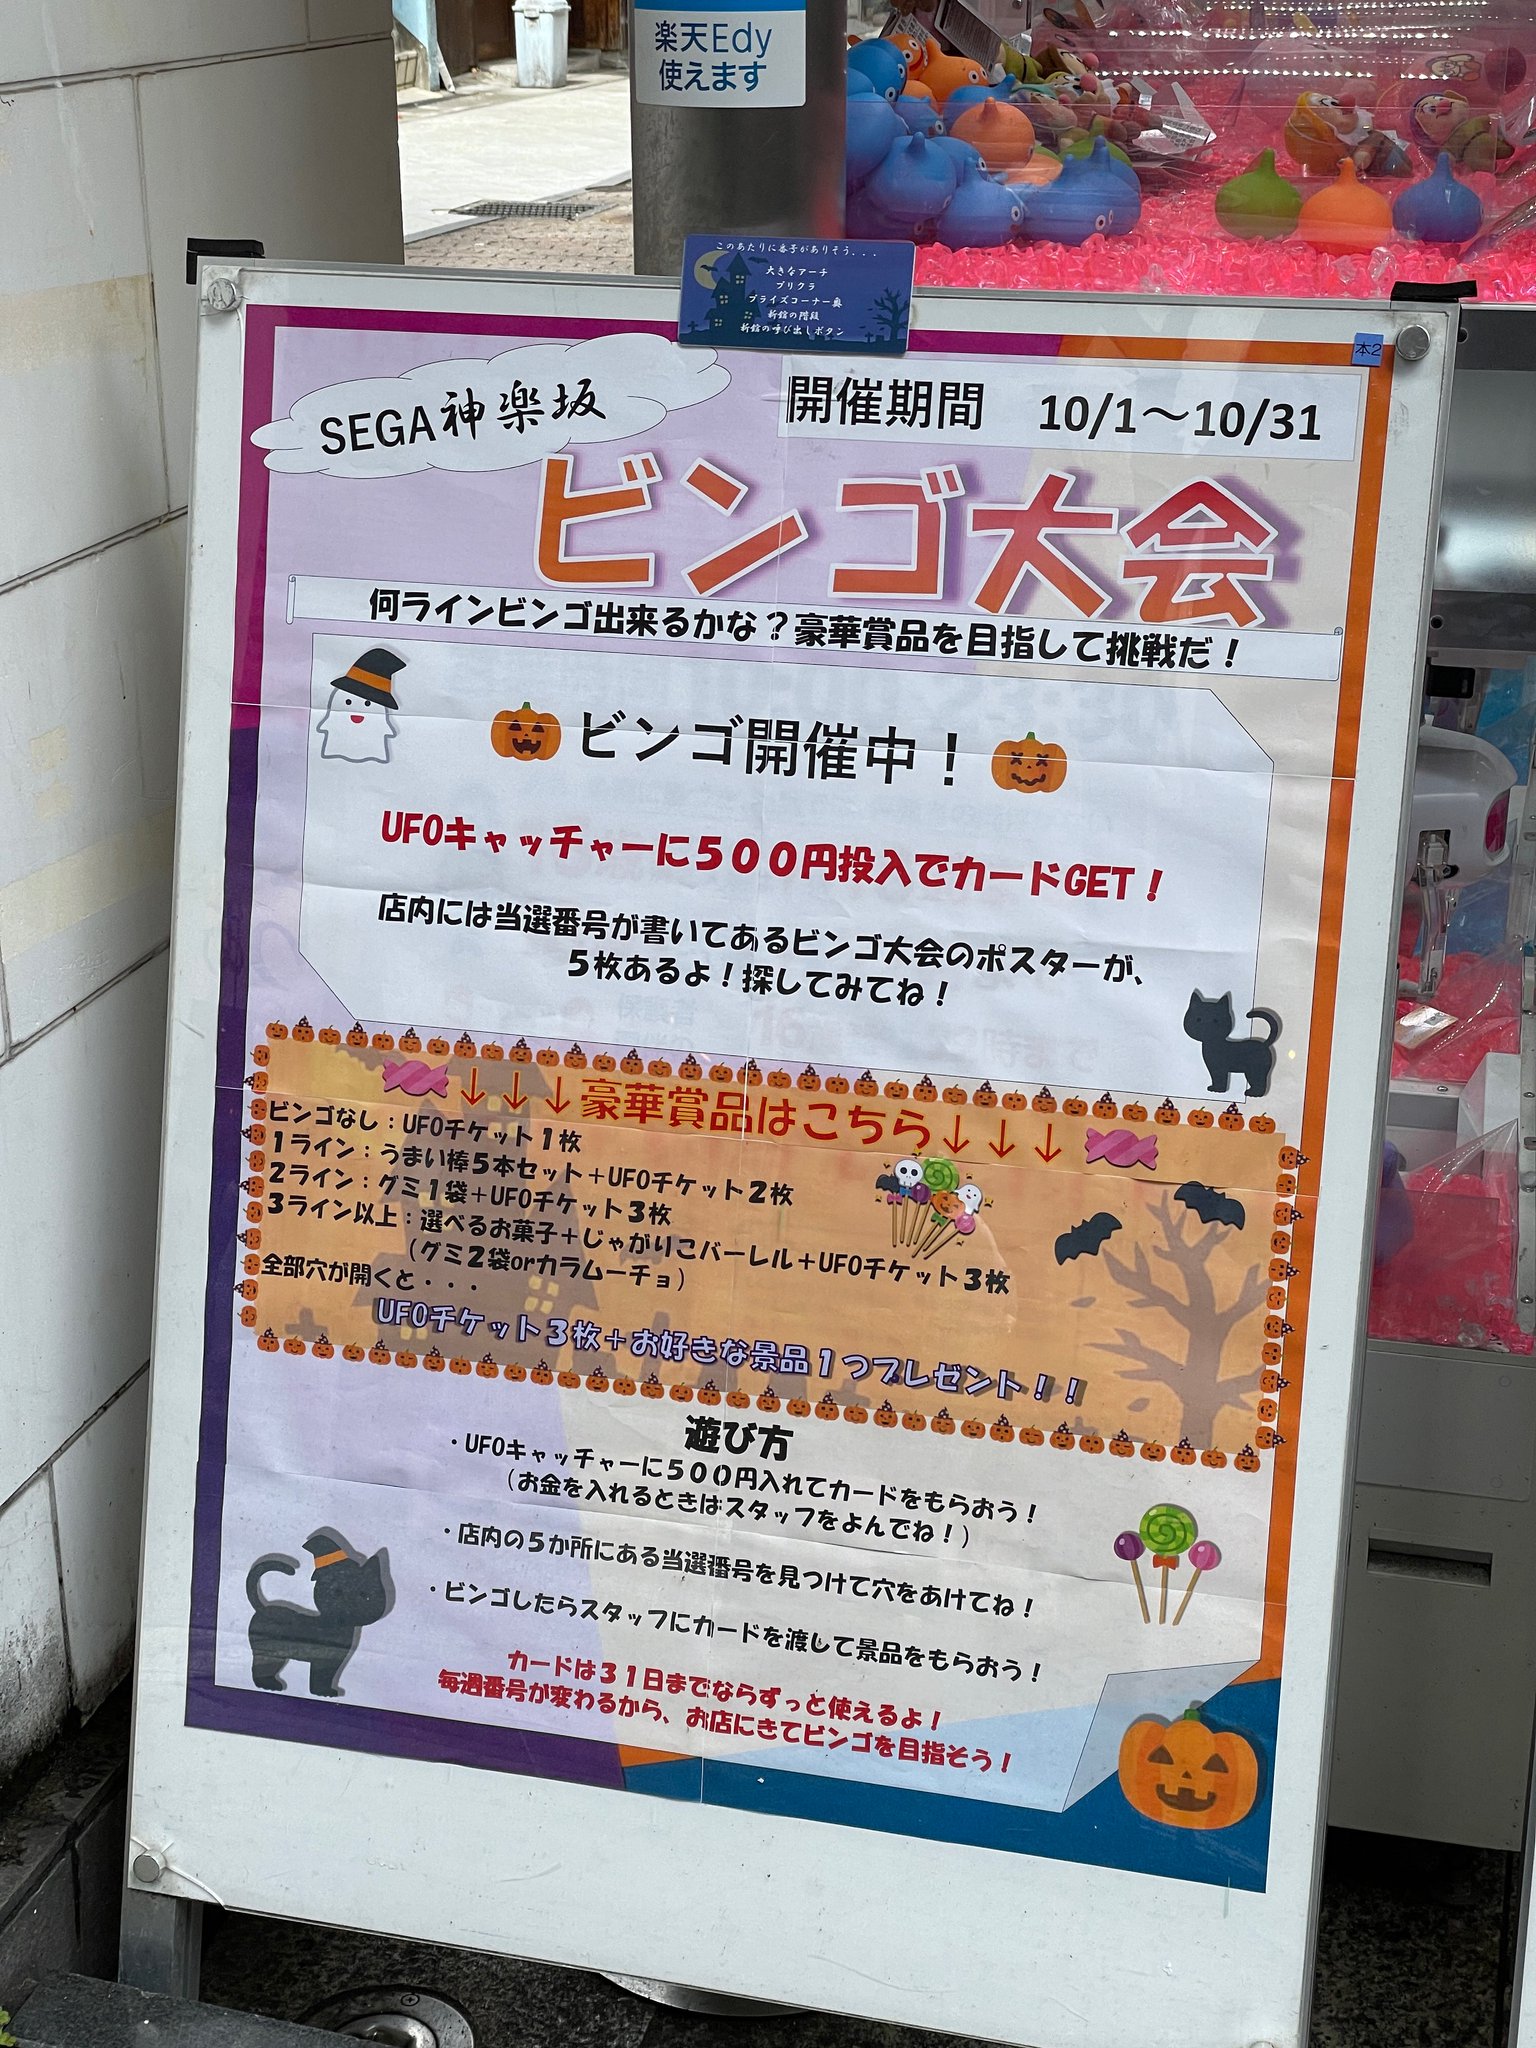 楽天Edy
使えます
このあたりに番号がありそう、、、
大きなアーチ
プリクラ
プライズコーナー奥
新館の階段
新館の呼び出しボタン
本2
SEGA神楽坂
開催期間 10/1～10/31
ビンゴ大会
何ラインビンゴ出来るかな？豪華賞品を目指して挑戦だ！
ビンゴ開催中！
UFOキャッチャーに５００円投入でカードGET！
店内には当選番号が書いてあるビンゴ大会のポスターが、
５枚あるよ！探してみてね！
↓↓↓豪華賞品はこちら↓↓↓
ビンゴなし：UFOチケット１枚
１ライン：うまい棒５本セット＋UFOチケット２枚
２ライン：グミ１袋＋UFOチケット３枚
３ライン以上：選べるお菓子＋じゃがりこバーレル＋UFOチケット３枚
（グミ２袋orカラムーチョ）
全部穴が開くと・・・
UFOチケット３枚＋お好きな景品１つプレゼント！！
遊び方
・UFOキャッチャーに５００円入れてカードをもらおう！
（お金を入れるときはスタッフをよんでね！）
・店内の５か所にある当選番号を見つけて穴をあけてね！
・ビンゴしたらスタッフにカードを渡して景品をもらおう！
カードは３１日までならずっと使えるよ！
毎週番号が変わるから、お店にきてビンゴを目指そう！